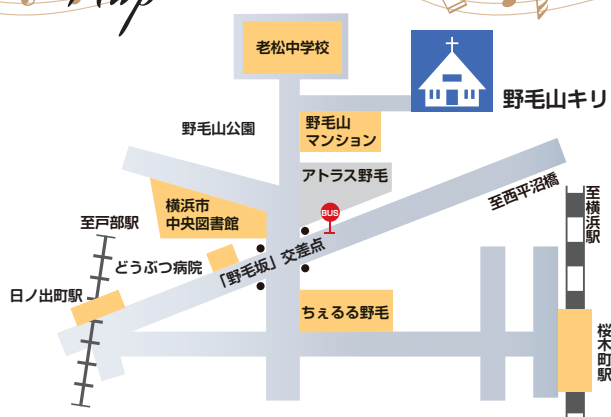 Map
老松中学校
野毛山キリ
野毛山公園
野毛山
マンション
アトラス野毛
至西平沼橋
至横浜駅
横浜市
中央図書館
BUS
至戸部駅
どうぶつ病院
「野毛坂」交差点
日ノ出町駅
ちぇるる野毛
桜木町駅